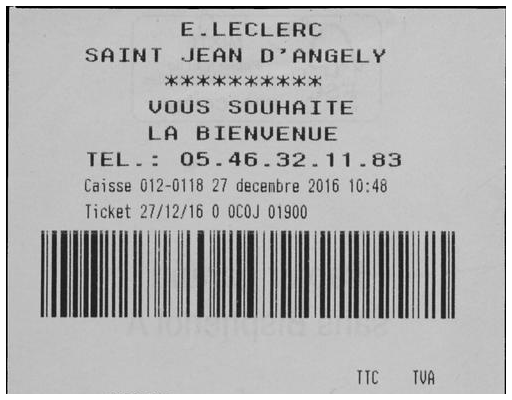 E.LECLERC
SAINT JEAN D'ANGELY
**********
VOUS SOUHAITE
LA BIENVENUE
TEL.: 05.46.32.11.83
Caisse 012-0118 27 decembre 2016 10:48
Ticket 27/12/16 0 0C0J 01900
TTC TVA